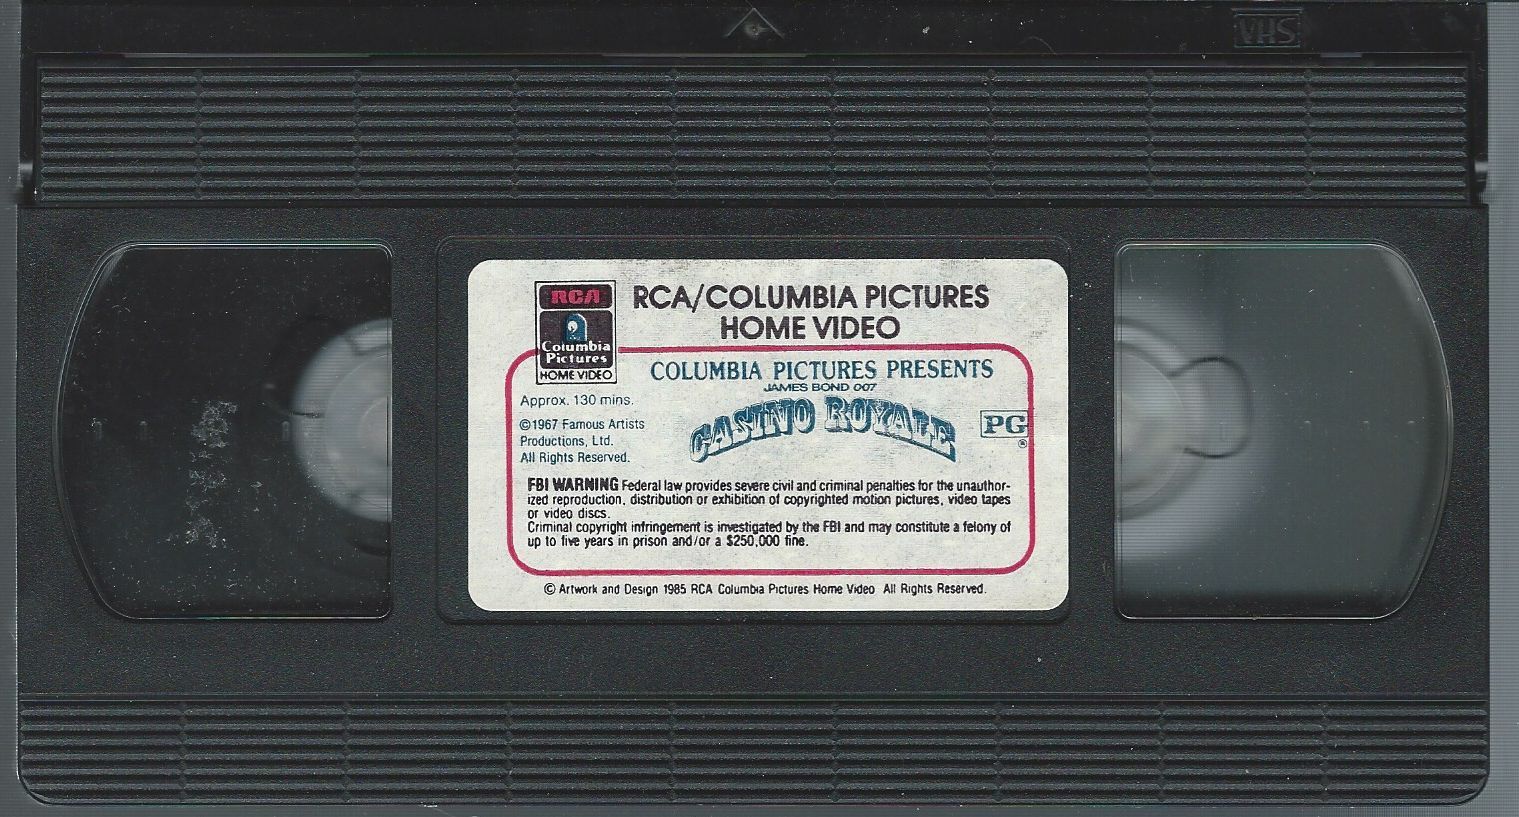 VHS
RCA
Columbia
Pictures
HOME VIDEO
RCA/COLUMBIA PICTURES
HOME VIDEO
COLUMBIA PICTURES PRESENTS
JAMES BOND 007
CASINO ROYALE
PG
®
Approx. 130 mins.
©1967 Famous Artists
Productions, Ltd.
All Rights Reserved.
FBI WARNING Federal law provides severe civil and criminal penalties for the unauthor-
ized reproduction, distribution or exhibition of copyrighted motion pictures, video tapes
or video discs.
Criminal copyright infringement is investigated by the FBI and may constitute a felony of
up to five years in prison and/or a $250,000 fine.
© Artwork and Design 1985 RCA Columbia Pictures Home Video All Rights Reserved.